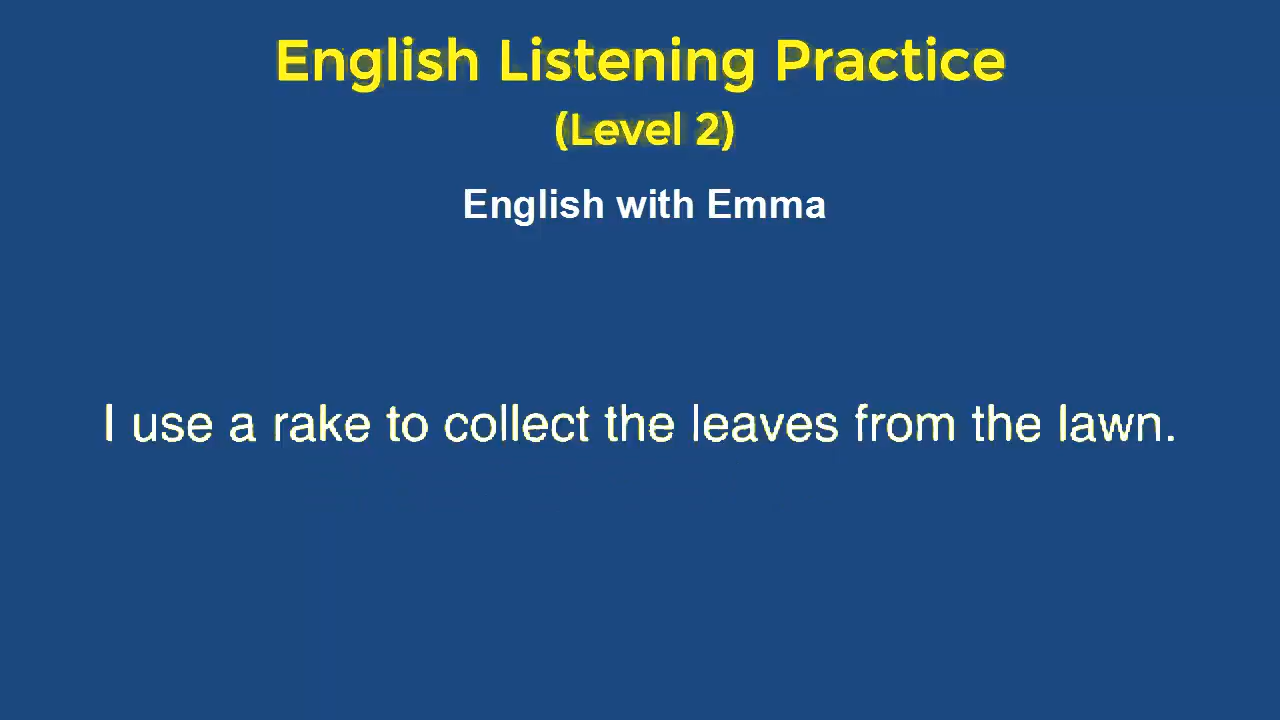 English Listening Practice
(Level 2)
English with Emma
I use a rake to collect the leaves from the lawn.